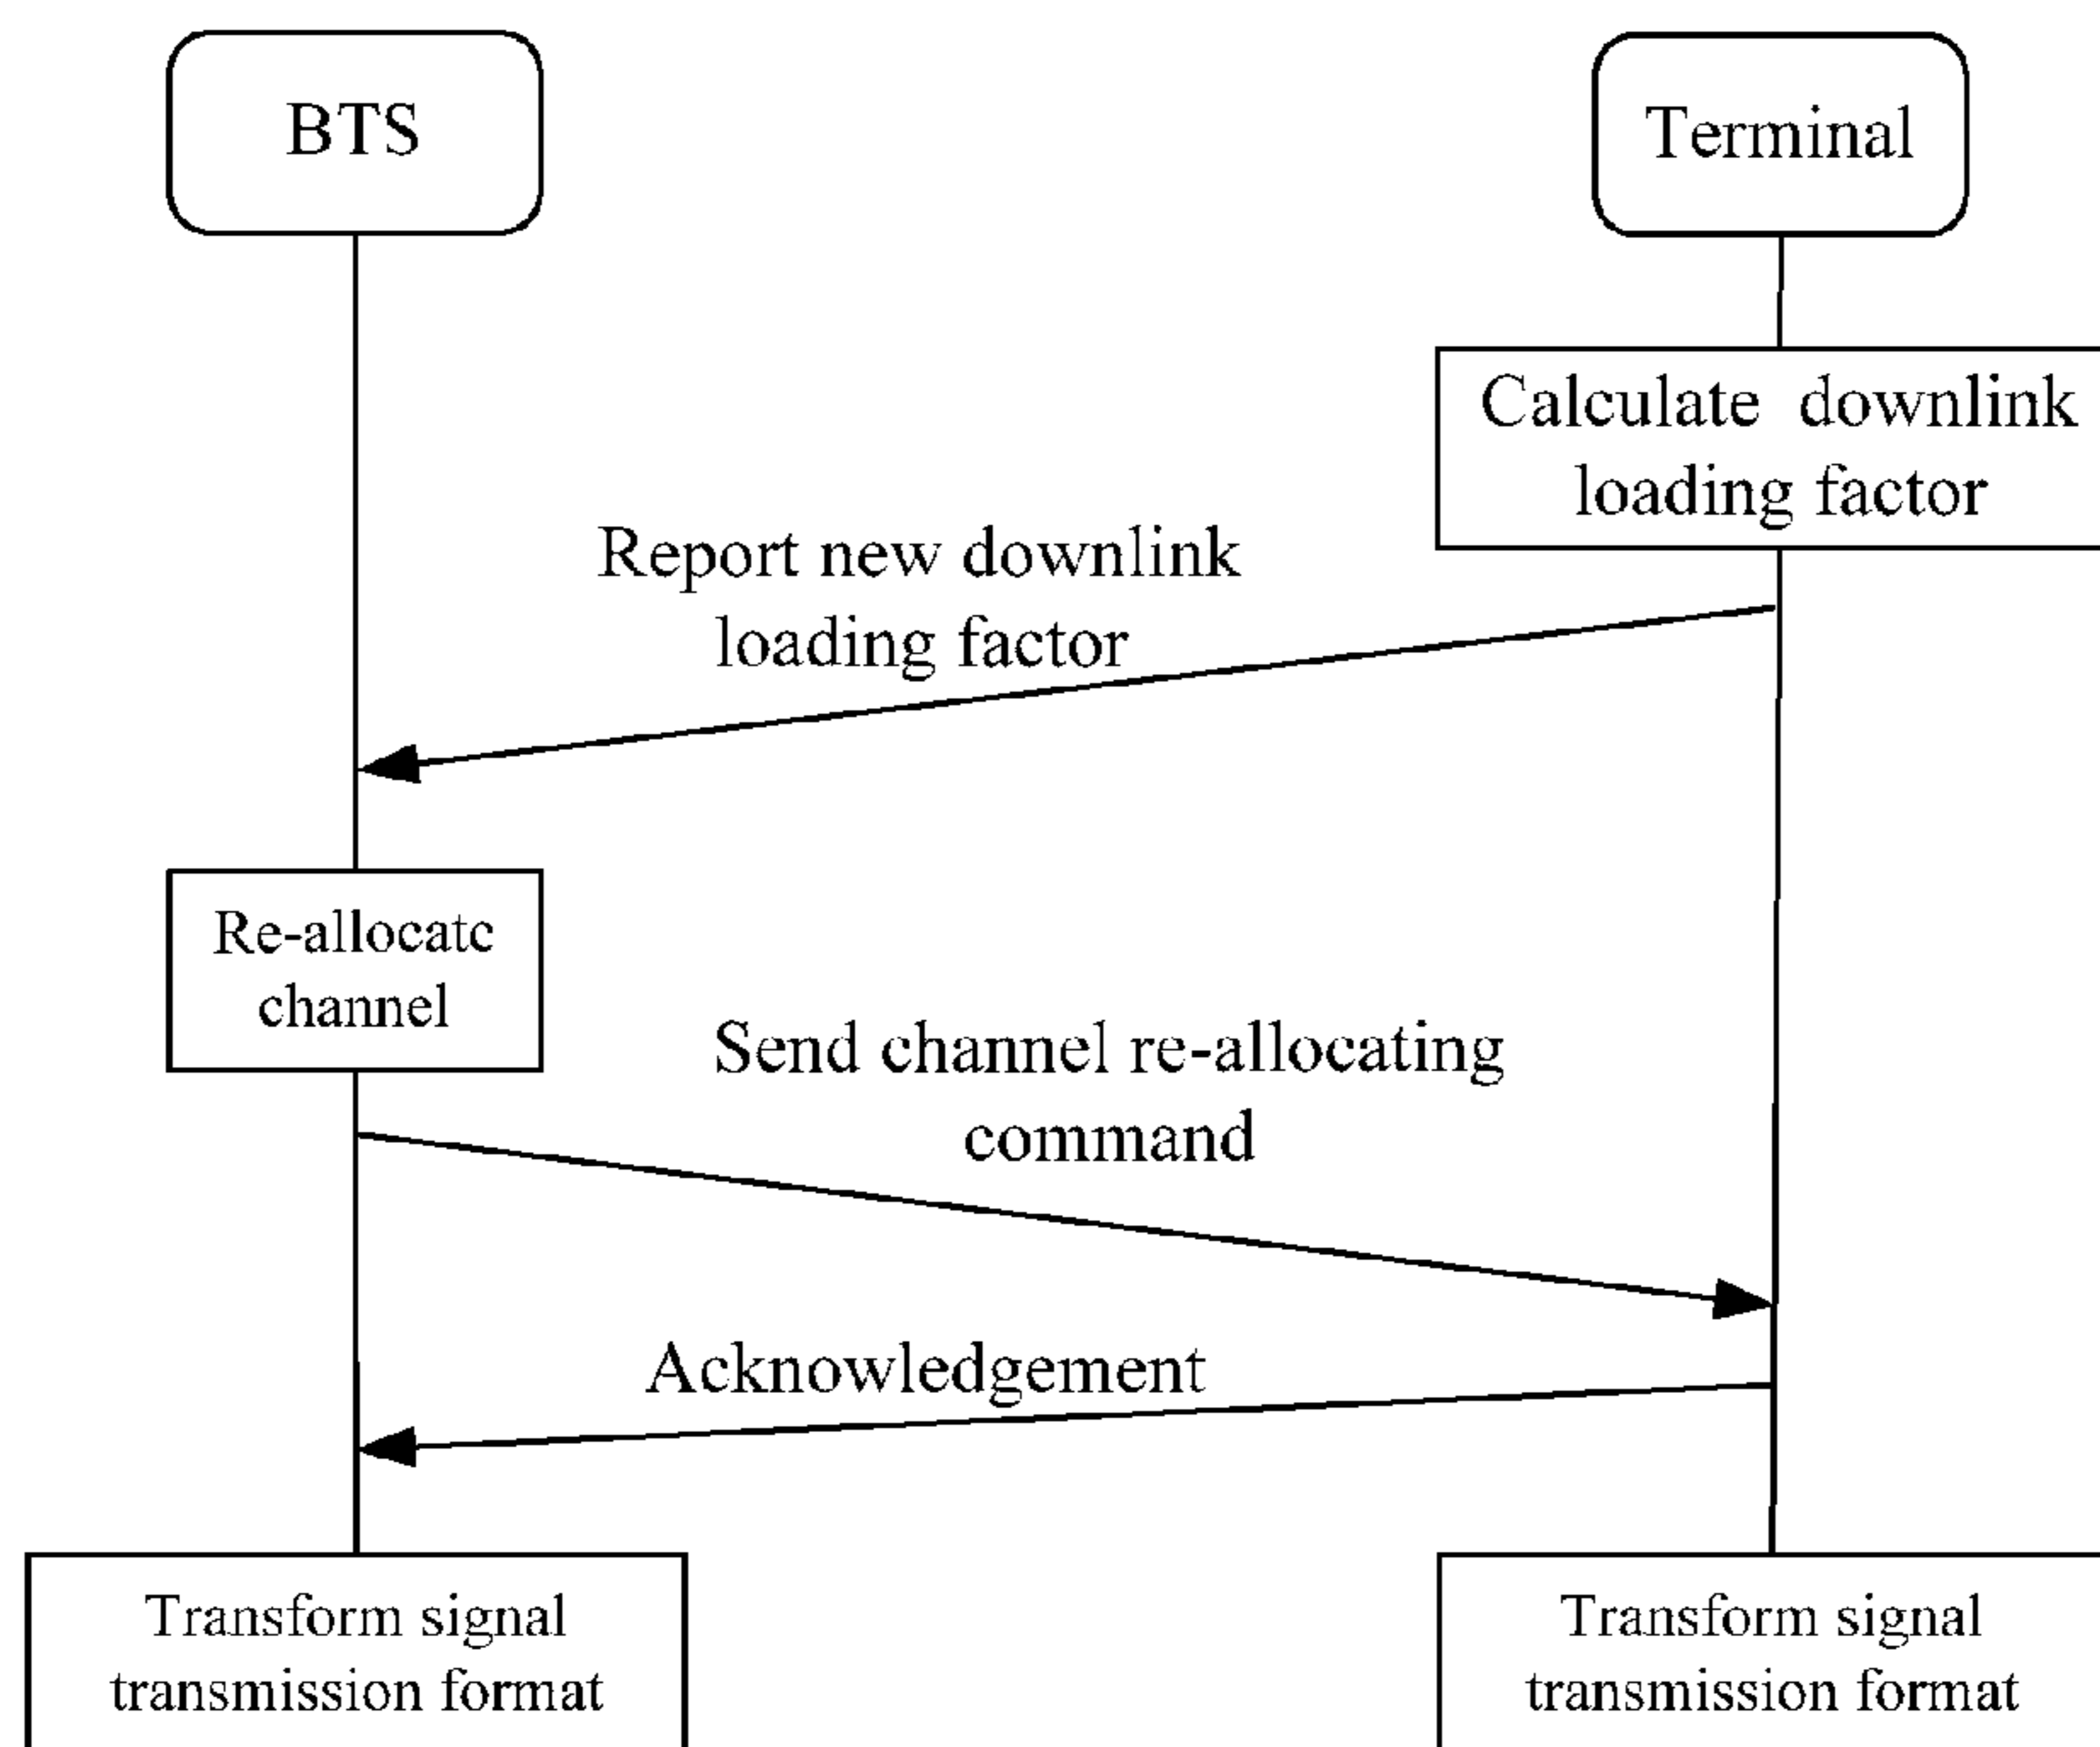 BTS
Terminal
Calculate downlink
loading factor
Report new downlink
loading factor
Re-allocate
channel
Send channel re-allocating
command
Acknowledgement
Transform signal
transmission format
Transform signal
transmission format